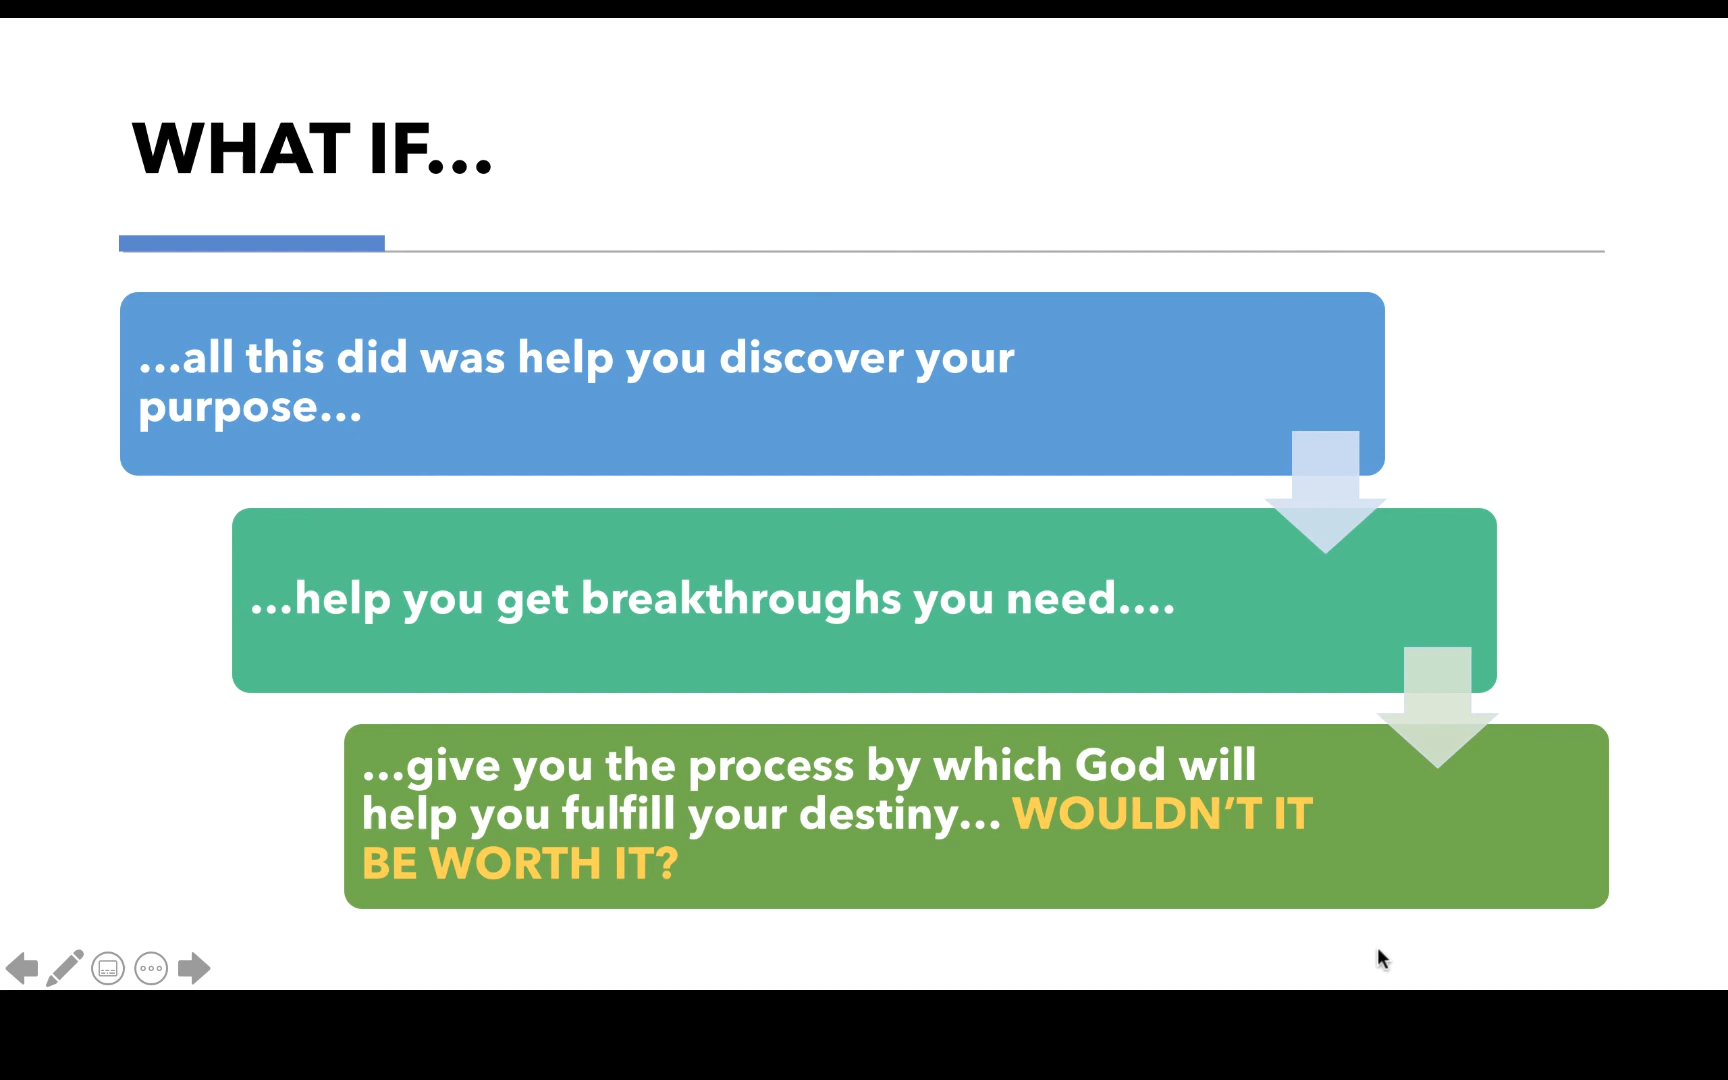 WHAT IF...
...all this did was help you discover your
purpose...
...help you get breakthroughs you need....
...give you the process by which God will
help you fulfill your destiny... WOULDN’T IT
BE WORTH IT?